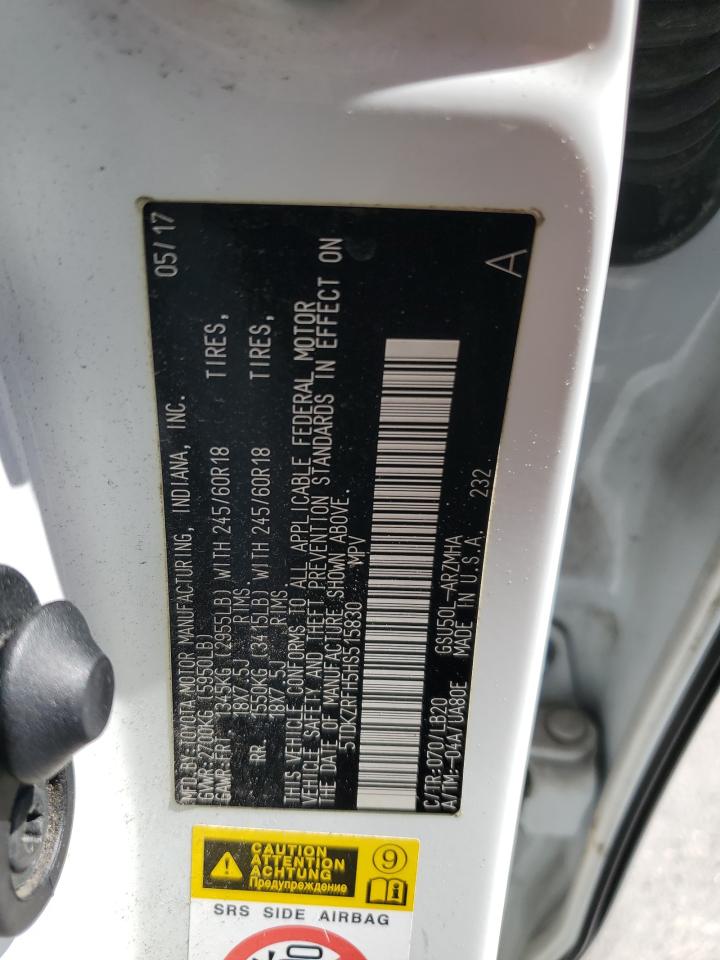 MFD.BY:TOYOTA MOTOR MANUFACTURING, INDIANA, INC. 05/17
GVWR:2700KG (5950LB)
GAWR:FRT 1345KG (2955LB) WITH 245/60R18 TIRES,
18X7.5J RIMS.
RR 1550KG (3415LB) WITH 245/60R18 TIRES,
18X7.5J RIMS.
THIS VEHICLE CONFORMS TO ALL APPLICABLE FEDERAL MOTOR
VEHICLE SAFETY AND THEFT PREVENTION STANDARDS IN EFFECT ON
THE DATE OF MANUFACTURE SHOWN ABOVE.
5TDKZRFH5HS515830 MPV
C/TR:070/LB20 GSU50L-ARZMHA A
A/TM:-04A/UA80E MADE IN U.S.A. 232
CAUTION
ATTENTION
ACHTUNG
Предупреждение
9
SRS SIDE AIRBAG